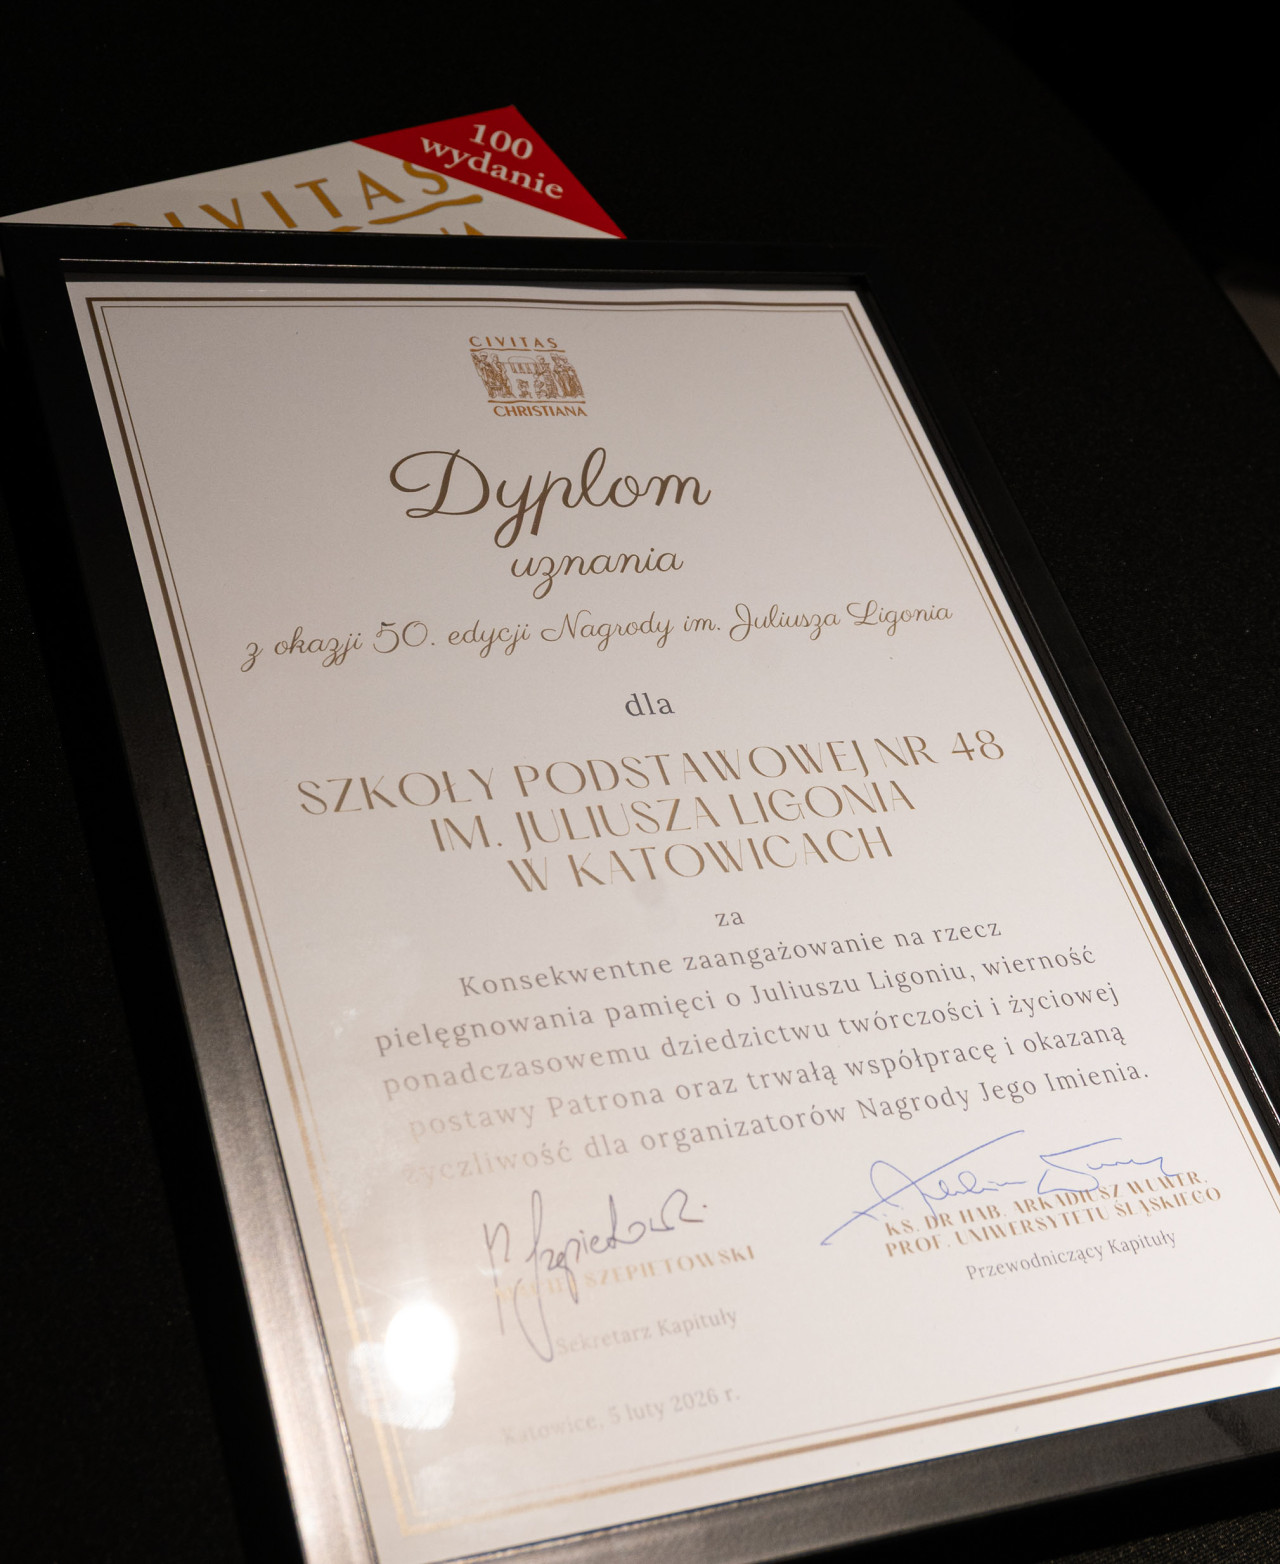 100
wydanie
CIVITAS
CIVITAS
CHRISTIANA
Dyplom
uznania
z okazji 50. edycji Nagrody im. Juliusza Ligonia
dla
SZKOŁY PODSTAWOWEJ NR 48
IM. JULIUSZA LIGONIA
W KATOWICACH
za
Konsekwentne zaangażowanie na rzecz
pielęgnowania pamięci o Juliuszu Ligoniu, wierność
ponadczasowemu dziedzictwu twórczości i życiowej
postawy Patrona oraz trwałą współpracę i okazaną
życzliwość dla organizatorów Nagrody Jego Imienia.
SZEPIETOWSKI
Sekretarz Kapituły
KS. DR HAB. ARKADIUSZ WUWER,
PROF. UNIWERSYTETU ŚLĄSKIEGO
Przewodniczący Kapituły
Katowice, 5 luty 2026 r.